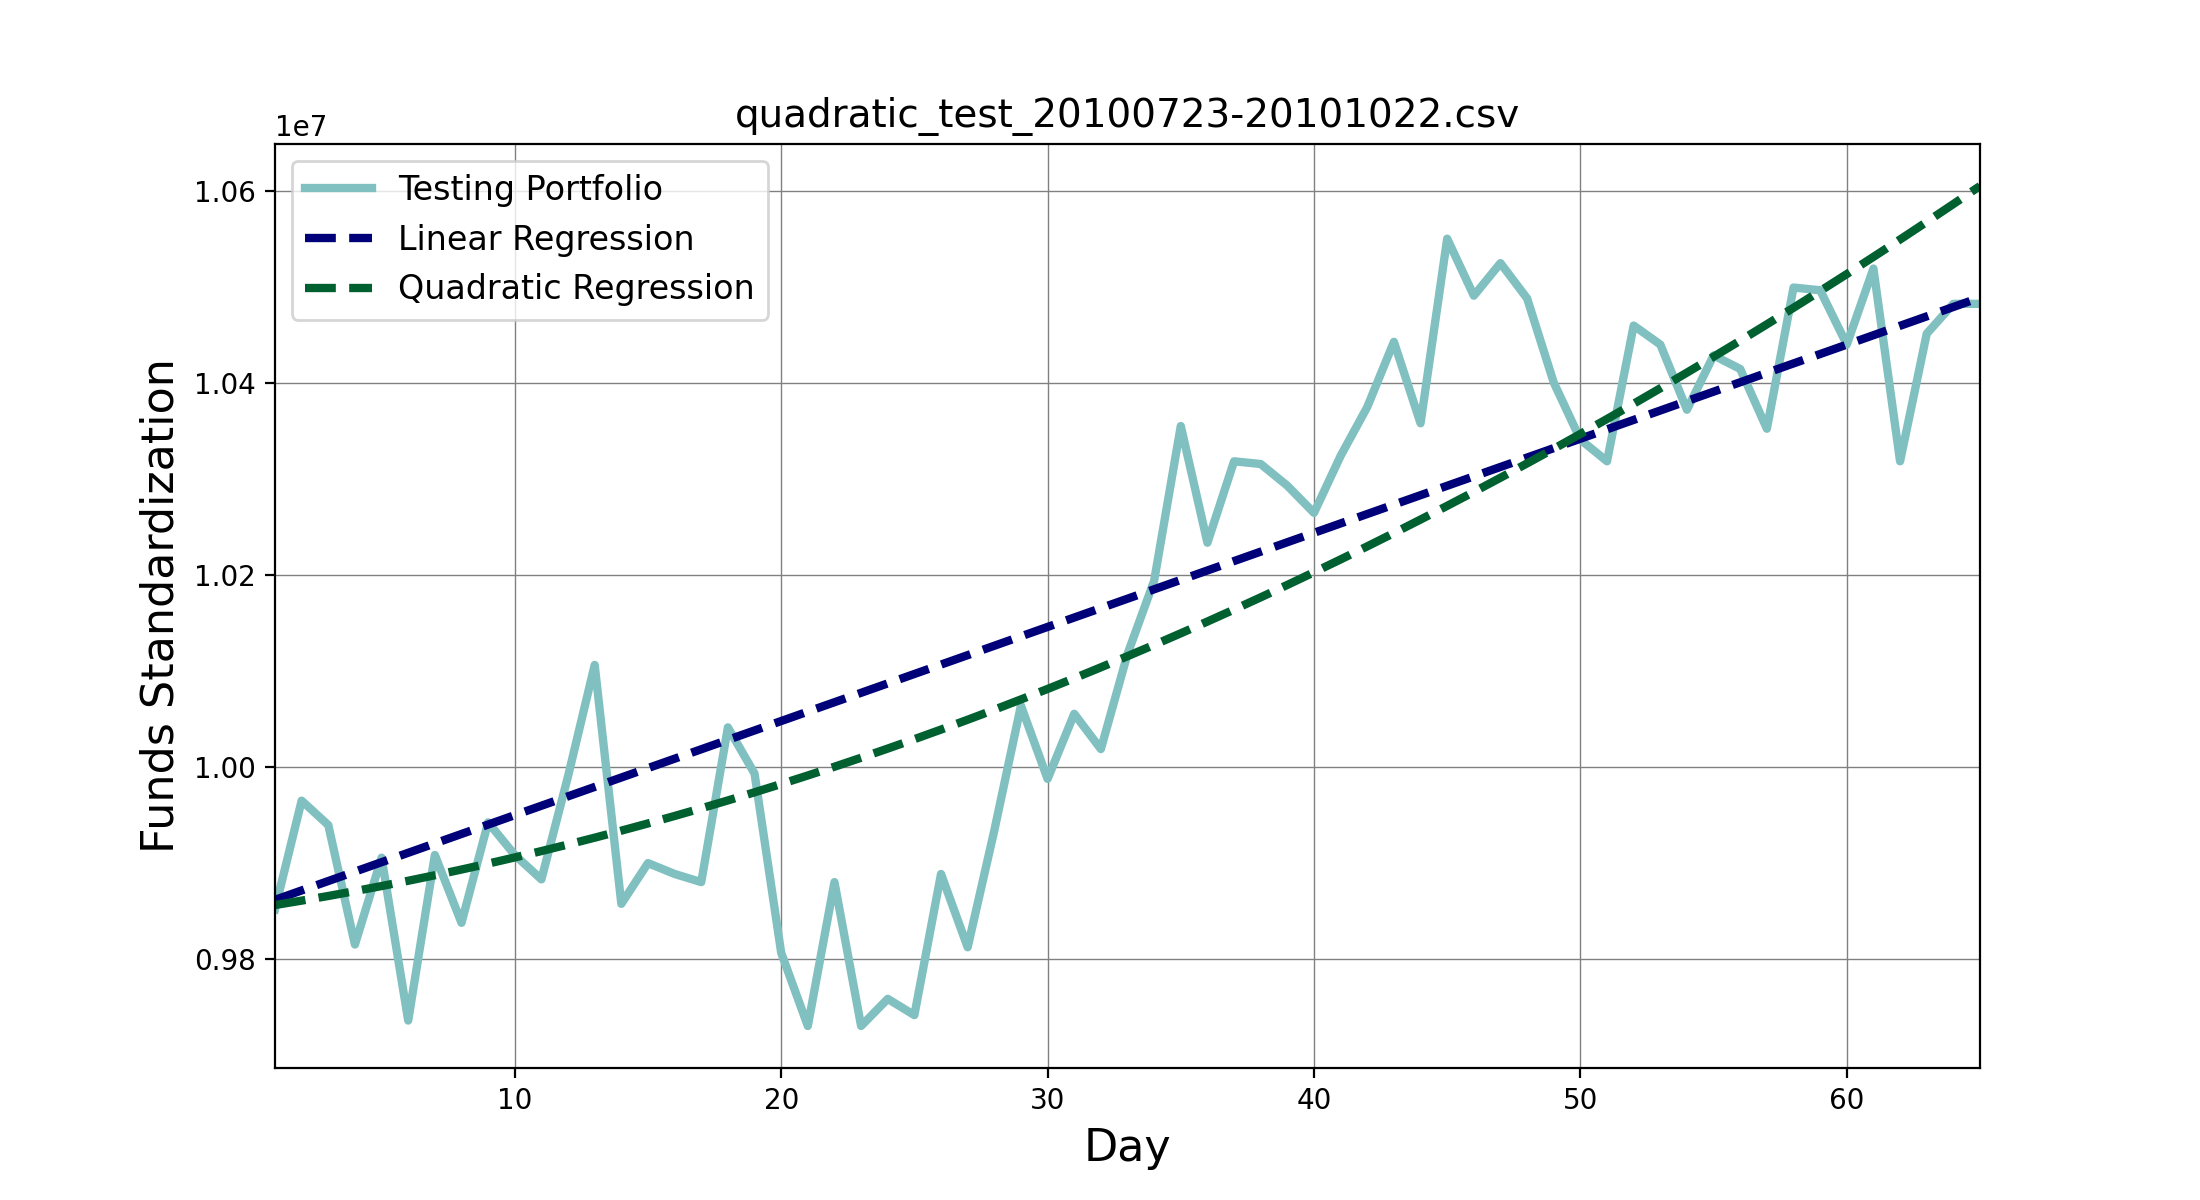 quadratic_test_20100723-20101022.csv
1e7
Testing Portfolio
Linear Regression
Quadratic Regression
1.06
1.04
1.02
1.00
0.98
Funds Standardization
10 20 30 40 50 60
Day